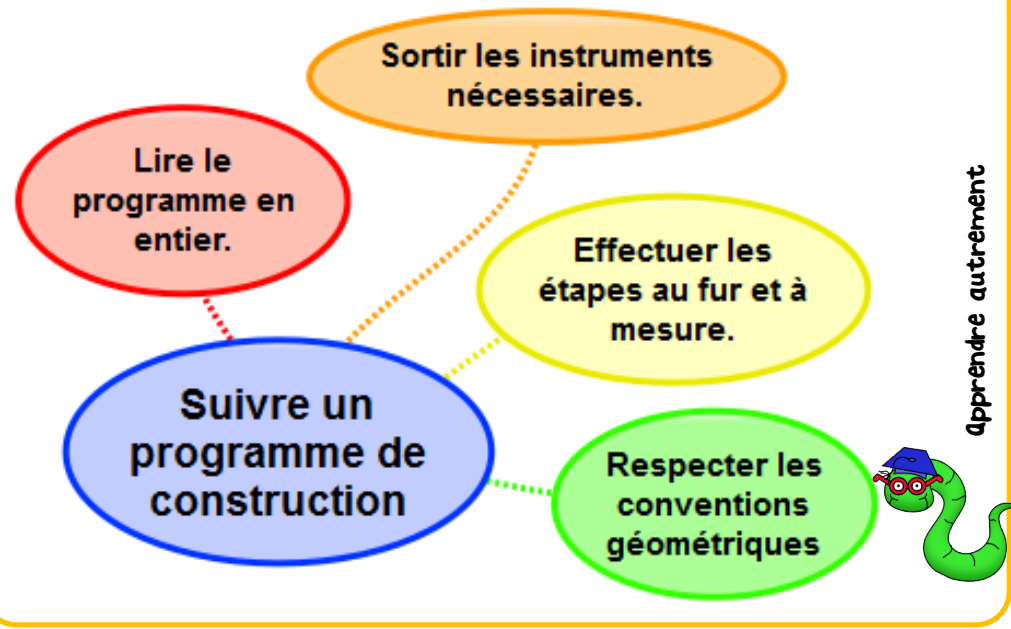 Sortir les instruments
nécessaires.
Lire le
programme en
entier.
Effectuer les
étapes au fur et à
mesure.
Suivre un
programme de
construction
Respecter les
conventions
géométriques
apprendre autrement